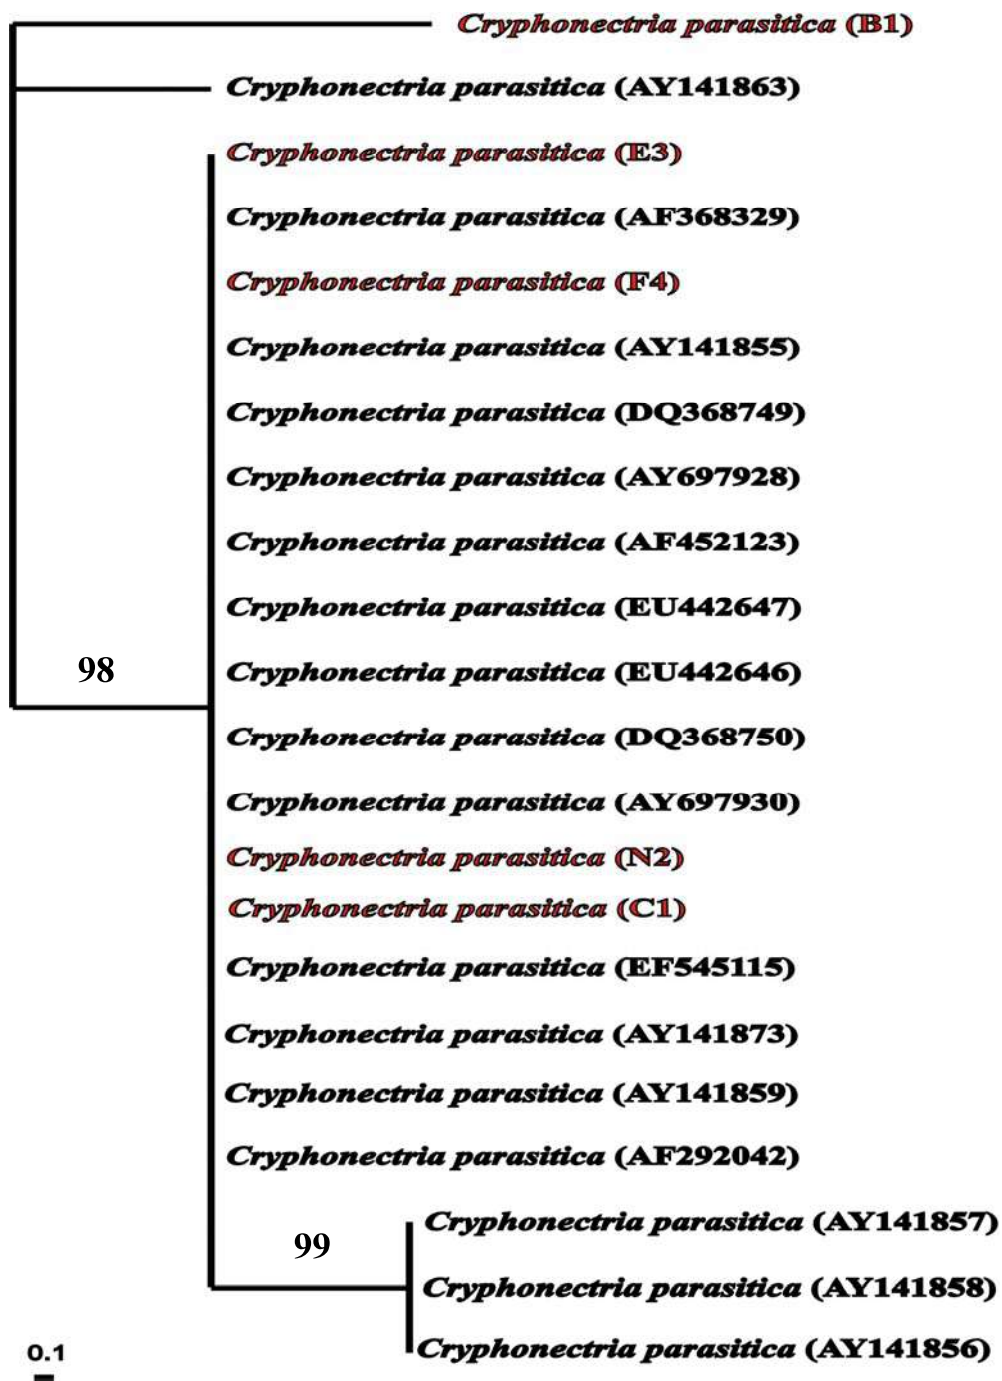 Cryphonectria parasitica (B1)
Cryphonectria parasitica (AY141863)
Cryphonectria parasitica (E3)
Cryphonectria parasitica (AF368329)
Cryphonectria parasitica (F4)
Cryphonectria parasitica (AY141855)
Cryphonectria parasitica (DQ368749)
Cryphonectria parasitica (AY697928)
Cryphonectria parasitica (AF452123)
Cryphonectria parasitica (EU442647)
98
Cryphonectria parasitica (EU442646)
Cryphonectria parasitica (DQ368750)
Cryphonectria parasitica (AY697930)
Cryphonectria parasitica (N2)
Cryphonectria parasitica (C1)
Cryphonectria parasitica (EF545115)
Cryphonectria parasitica (AY141873)
Cryphonectria parasitica (AY141859)
Cryphonectria parasitica (AF292042)
Cryphonectria parasitica (AY141857)
99
Cryphonectria parasitica (AY141858)
Cryphonectria parasitica (AY141856)
0.1